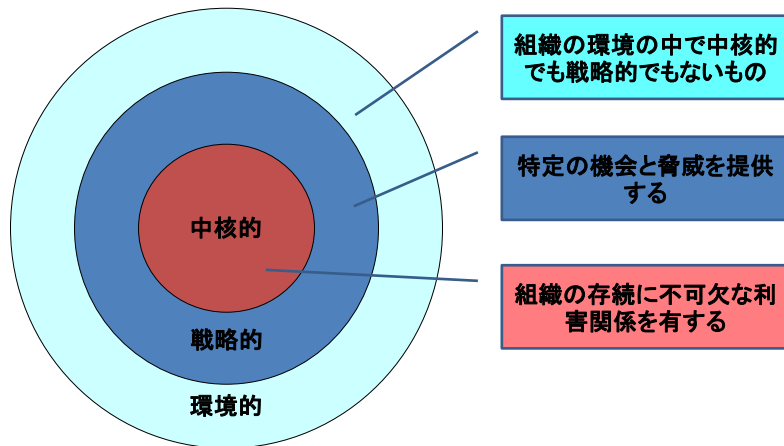 中核的
戦略的
環境的
組織の環境の中で中核的
でも戦略的でもないもの
特定の機会と脅威を提供
する
組織の存続に不可欠な利
害関係を有する